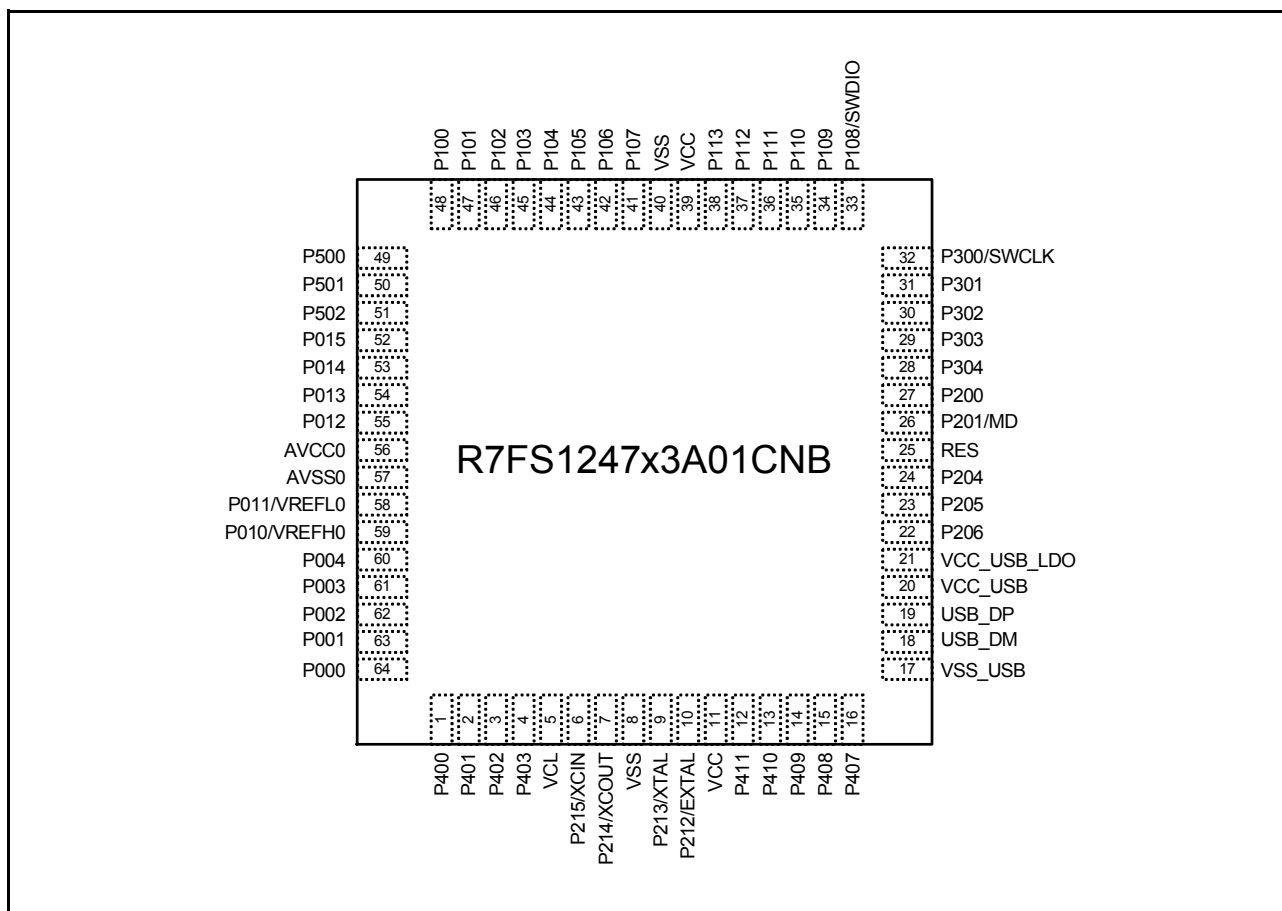 P100
P101
P102
P103
P104
P105
P106
P107
VSS
VCC
P113
P112
P111
P110
P109
P108/SWDIO
48
47
46
45
44
43
42
41
40
39
38
37
36
35
34
33
P500 49
P501 50
P502 51
P015 52
P014 53
P013 54
P012 55
AVCC0 56
AVSS0 57
P011/VREFL0 58
P010/VREFH0 59
P004 60
P003 61
P002 62
P001 63
P000 64
R7FS1247x3A01CNB
32 P300/SWCLK
31 P301
30 P302
29 P303
28 P304
27 P200
26 P201/MD
25 RES
24 P204
23 P205
22 P206
21 VCC_USB_LDO
20 VCC_USB
19 USB_DP
18 USB_DM
17 VSS_USB
1
2
3
4
5
6
7
8
9
10
11
12
13
14
15
16
P400
P401
P402
P403
VCL
P215/XCIN
P214/XCOUT
VSS
P213/XTAL
P212/EXTAL
VCC
P411
P410
P409
P408
P407